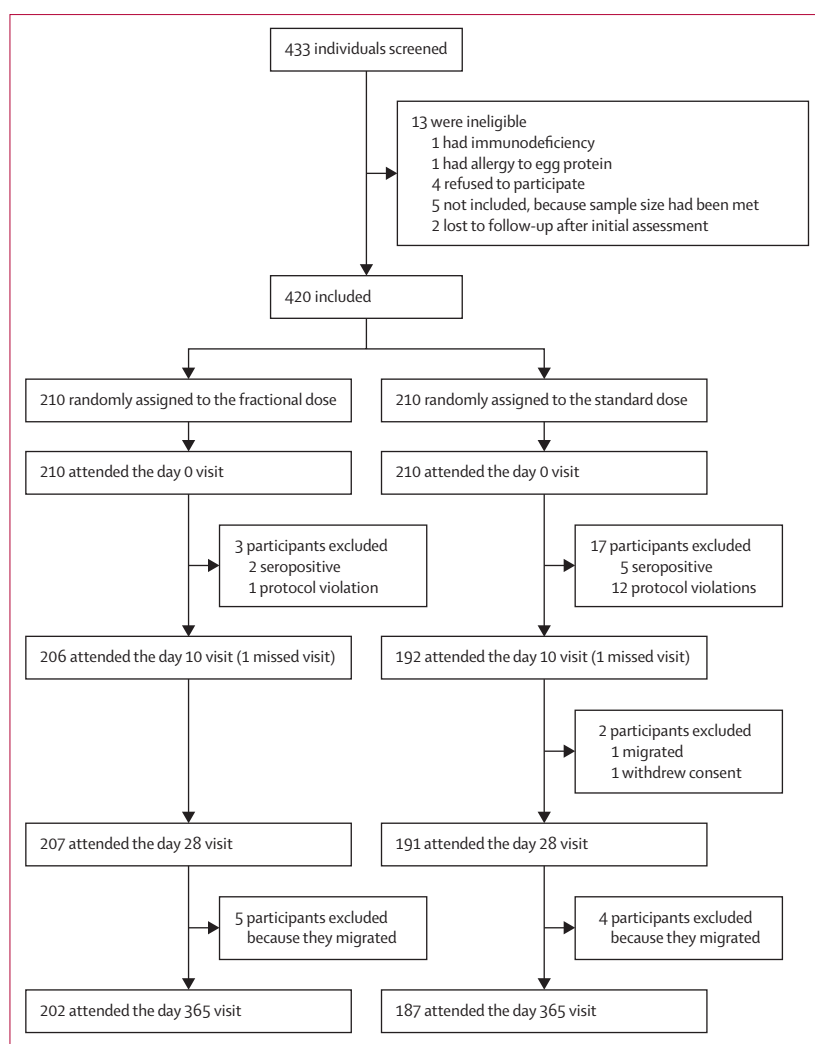 433 individuals screened
13 were ineligible
1 had immunodeficiency
1 had allergy to egg protein
4 refused to participate
5 not included, because sample size had been met
2 lost to follow-up after initial assessment
420 included
210 randomly assigned to the fractional dose
210 randomly assigned to the standard dose
210 attended the day 0 visit
210 attended the day 0 visit
3 participants excluded
2 seropositive
1 protocol violation
17 participants excluded
5 seropositive
12 protocol violations
206 attended the day 10 visit (1 missed visit)
192 attended the day 10 visit (1 missed visit)
2 participants excluded
1 migrated
1 withdrew consent
207 attended the day 28 visit
191 attended the day 28 visit
5 participants excluded
because they migrated
4 participants excluded
because they migrated
202 attended the day 365 visit
187 attended the day 365 visit